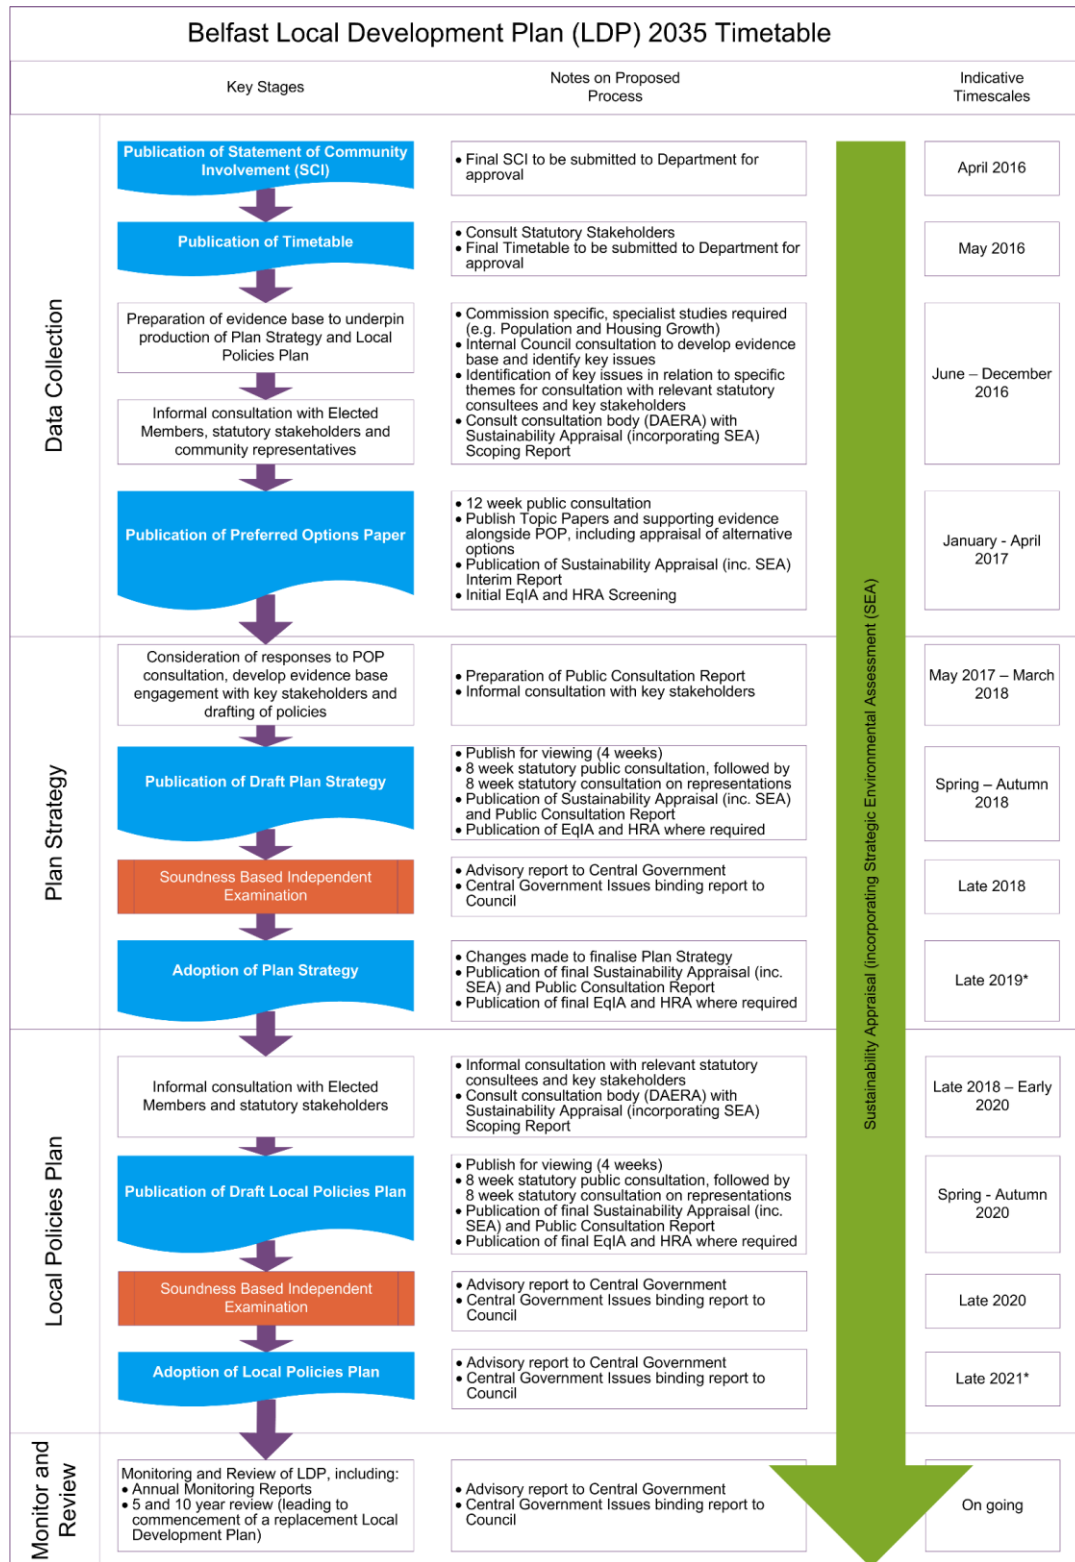 Belfast Local Development Plan (LDP) 2035 Timetable
Key Stages
Notes on Proposed
Process
Indicative
Timescales
Data Collection
Publication of Statement of Community
Involvement (SCI)
• Final SCI to be submitted to Department for
approval
April 2016
Publication of Timetable
• Consult Statutory Stakeholders
• Final Timetable to be submitted to Department for
approval
May 2016
Preparation of evidence base to underpin
production of Plan Strategy and Local
Policies Plan
Informal consultation with Elected
Members, statutory stakeholders and
community representatives
• Commission specific, specialist studies required
(e.g. Population and Housing Growth)
• Internal Council consultation to develop evidence
base and identify key issues
• Identification of key issues in relation to specific
themes for consultation with relevant statutory
consultees and key stakeholders
• Consult consultation body (DAERA) with
Sustainability Appraisal (incorporating SEA)
Scoping Report
June – December
2016
Publication of Preferred Options Paper
• 12 week public consultation
• Publish Topic Papers and supporting evidence
alongside POP, including appraisal of alternative
options
• Publication of Sustainability Appraisal (inc. SEA)
Interim Report
• Initial EqIA and HRA Screening
January - April
2017
Sustainability Appraisal (incorporating Strategic Environmental Assessment (SEA)
Plan Strategy
Consideration of responses to POP
consultation, develop evidence base
engagement with key stakeholders and
drafting of policies
• Preparation of Public Consultation Report
• Informal consultation with key stakeholders
May 2017 – March
2018
Publication of Draft Plan Strategy
• Publish for viewing (4 weeks)
• 8 week statutory public consultation, followed by
8 week statutory consultation on representations
• Publication of Sustainability Appraisal (inc. SEA)
and Public Consultation Report
• Publication of EqIA and HRA where required
Spring – Autumn
2018
Soundness Based Independent
Examination
• Advisory report to Central Government
• Central Government Issues binding report to
Council
Late 2018
Adoption of Plan Strategy
• Changes made to finalise Plan Strategy
• Publication of final Sustainability Appraisal (inc.
SEA) and Public Consultation Report
• Publication of final EqIA and HRA where required
Late 2019*
Local Policies Plan
Informal consultation with Elected
Members and statutory stakeholders
• Informal consultation with relevant statutory
consultees and key stakeholders
• Consult consultation body (DAERA) with
Sustainability Appraisal (incorporating SEA)
Scoping Report
Late 2018 – Early
2020
Publication of Draft Local Policies Plan
• Publish for viewing (4 weeks)
• 8 week statutory public consultation, followed by
8 week statutory consultation on representations
• Publication of final Sustainability Appraisal (inc.
SEA) and Public Consultation Report
• Publication of final EqIA and HRA where required
Spring - Autumn
2020
Soundness Based Independent
Examination
• Advisory report to Central Government
• Central Government Issues binding report to
Council
Late 2020
Adoption of Local Policies Plan
• Advisory report to Central Government
• Central Government Issues binding report to
Council
Late 2021*
Monitor and
Review
Monitoring and Review of LDP, including:
• Annual Monitoring Reports
• 5 and 10 year review (leading to
commencement of a replacement Local
Development Plan)
• Advisory report to Central Government
• Central Government Issues binding report to
Council
On going